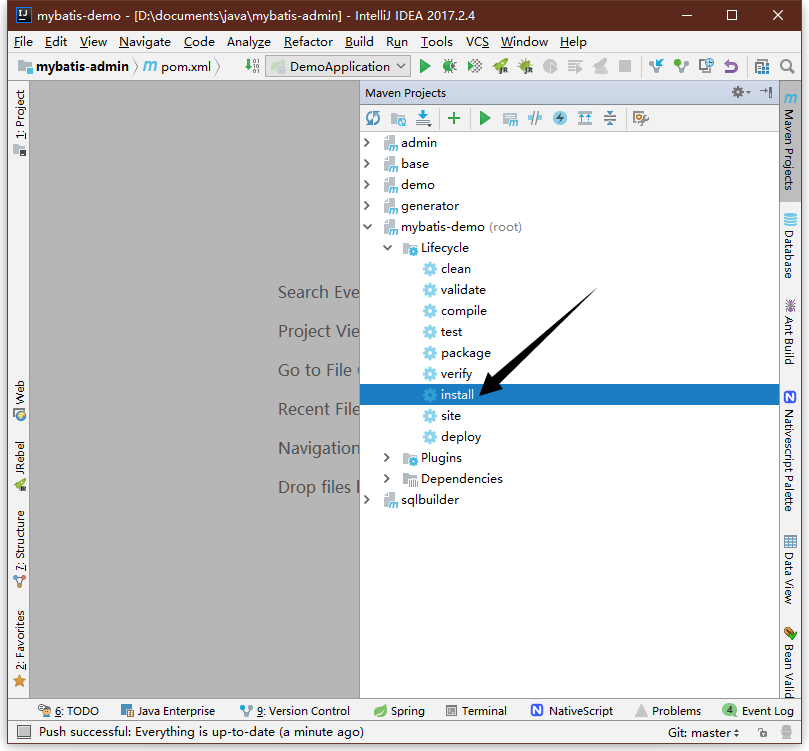 mybatis-demo - [D:\documents\java\mybatis-admin] - IntelliJ IDEA 2017.2.4
File Edit View Navigate Code Analyze Refactor Build Run Tools VCS Window Help
mybatis-admin pom.xml DemoApplication
1: Project
Web
JRebel
7: Structure
2: Favorites
Search Eve
Project Vie
Go to File
Recent File
Navigation
Drop files
Maven Projects
admin
base
demo
generator
mybatis-demo (root)
Lifecycle
clean
validate
compile
test
package
verify
install
site
deploy
Plugins
Dependencies
sqlbuilder
Maven Projects
Database
Ant Build
Nativescript Palette
Data View
Bean Valid
6: TODO Java Enterprise 9: Version Control Spring Terminal NativeScript Problems 4 Event Log
Push successful: Everything is up-to-date (a minute ago) Git: master